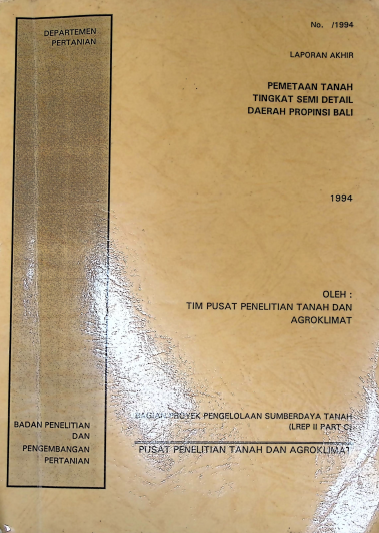 DEPARTEMEN
PERTANIAN
No. /1994
LAPORAN AKHIR
PEMETAAN TANAH
TINGKAT SEMI DETAIL
DAERAH PROPINSI BALI
1994
OLEH :
TIM PUSAT PENELITIAN TANAH DAN
AGROKLIMAT
BAGIAN PROYEK PENGELOLAAN SUMBERDAYA TANAH
(LREP II PART C)
PUSAT PENELITIAN TANAH DAN AGROKLIMAT
BADAN PENELITIAN
DAN
PENGEMBANGAN
PERTANIAN